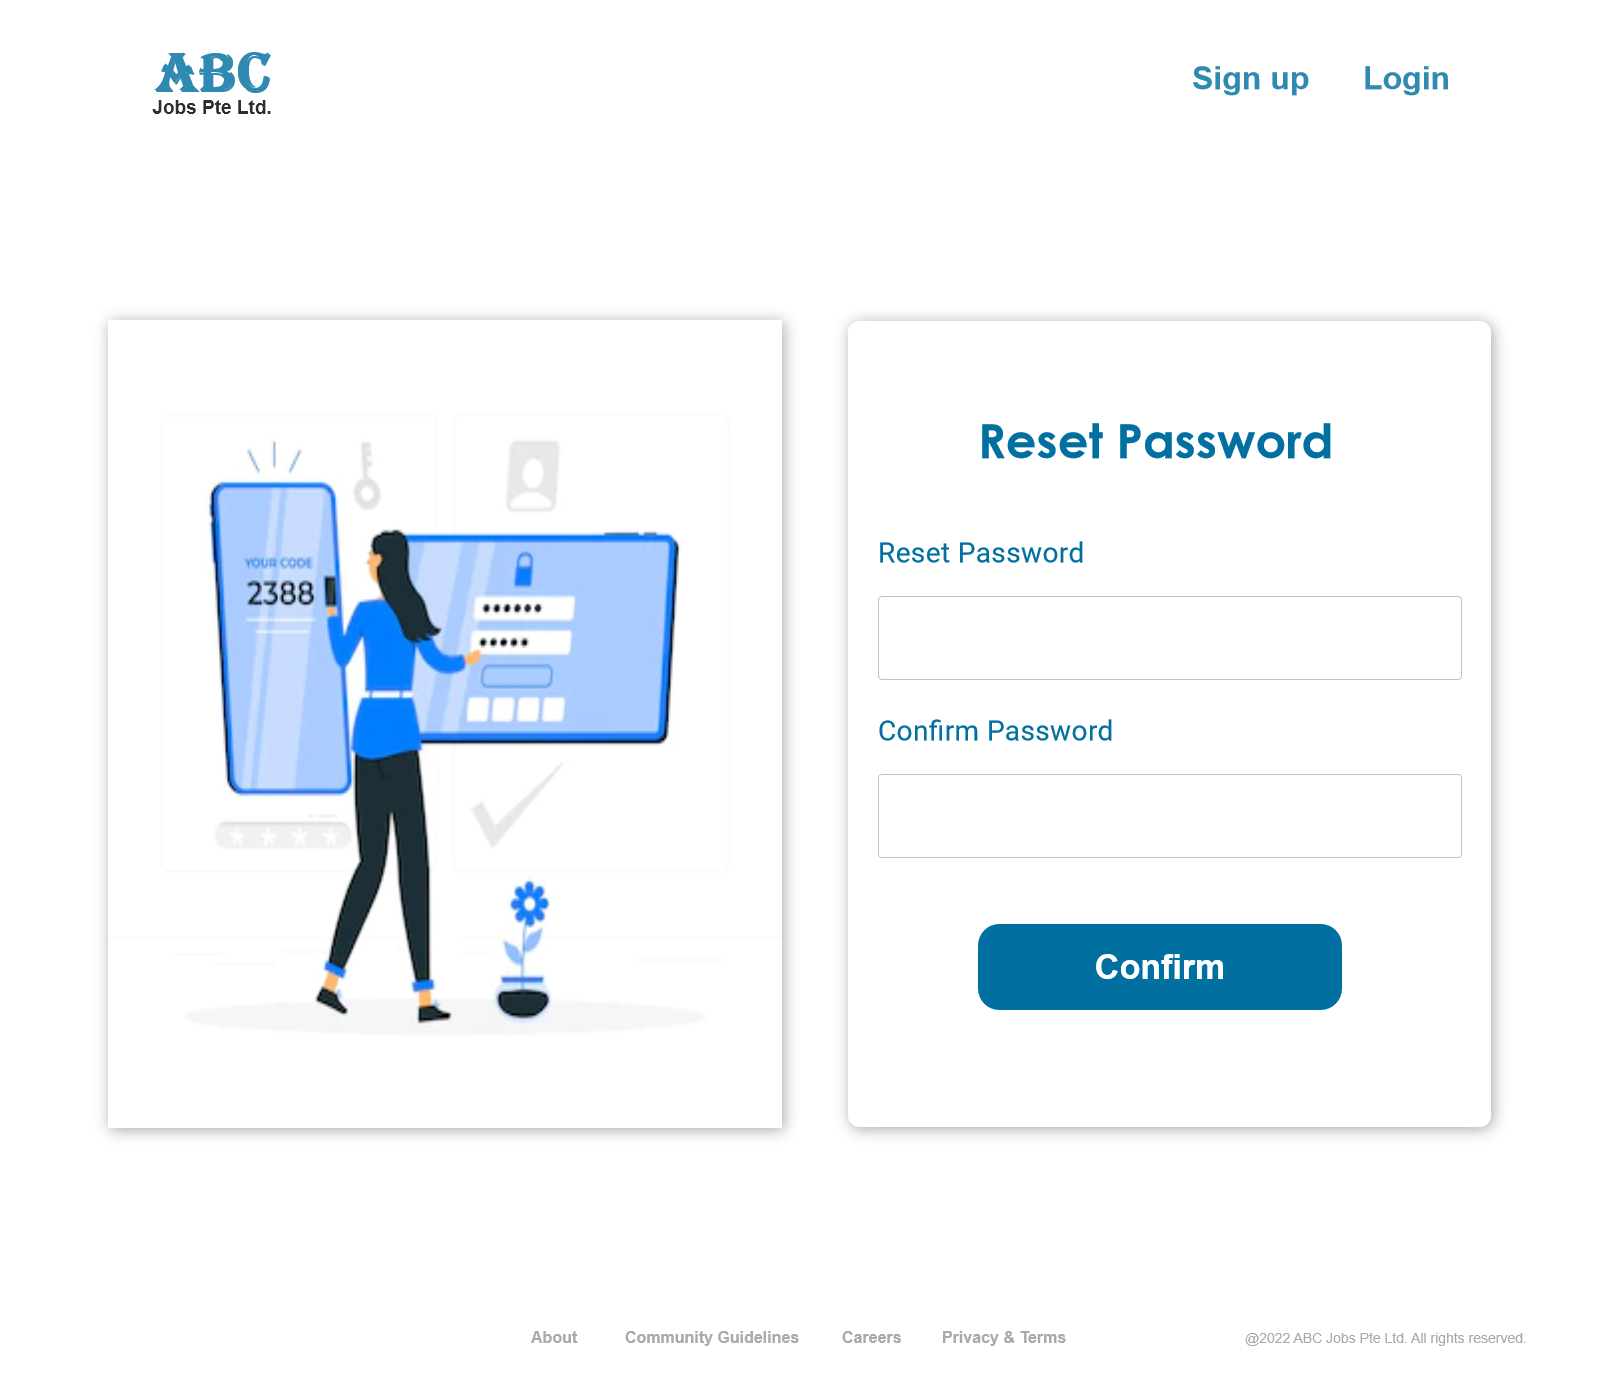 ABC
Jobs Pte Ltd.
Sign up
Login
YOUR CODE
2388
Reset Password
Reset Password
Confirm Password
Confirm
About
Community Guidelines
Careers
Privacy & Terms
@2022 ABC Jobs Pte Ltd. All rights reserved.